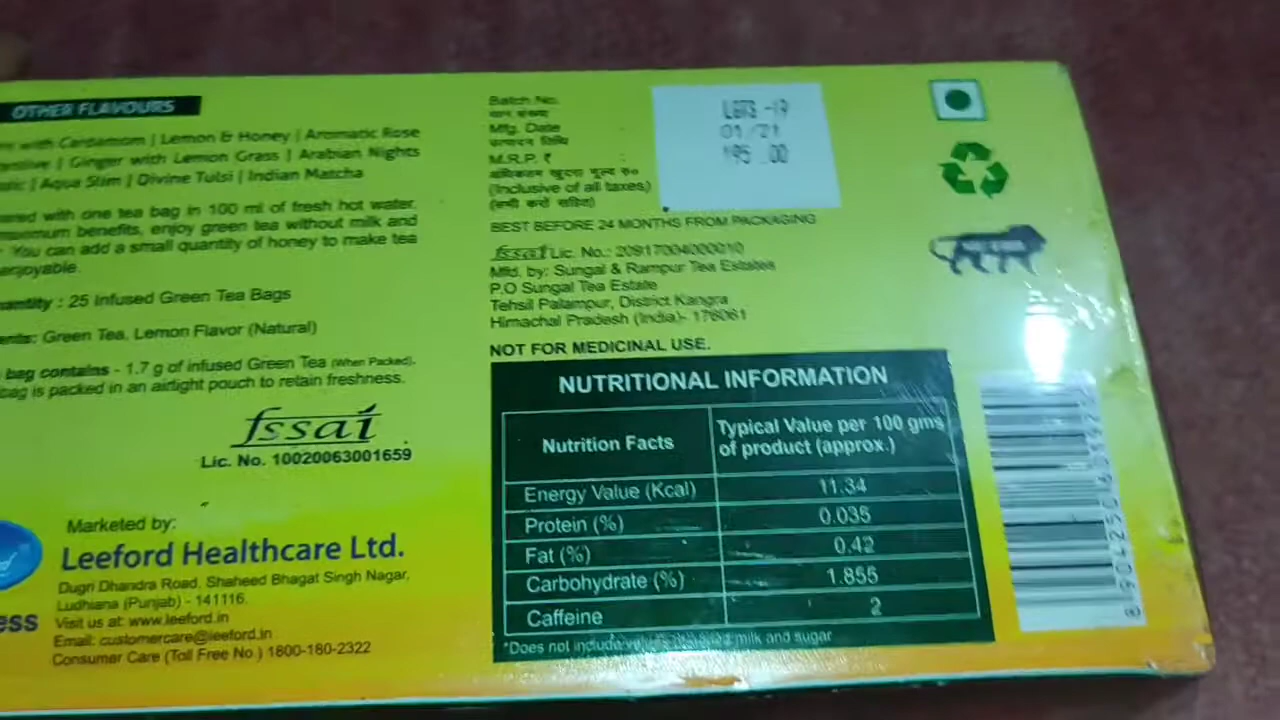 OTHER FLAVOURS
with Cardamom | Lemon & Honey | Aromatic Rose
| Ginger with Lemon Grass | Arabian Nights
| Aqua Slim | Divine Tulsi | Indian Matcha
with one tea bag in 100 ml of fresh hot water.
benefits, enjoy green tea without milk and
You can add a small quantity of honey to make tea
enjoyable.
: 25 Infused Green Tea Bags
Green Tea, Lemon Flavor (Natural)
bag contains - 1.7 g of infused Green Tea (When Packed).
bag is packed in an airtight pouch to retain freshness.
fssai
Lic. No. 10020063001659
Marketed by:
Leeford Healthcare Ltd.
Dugri Dhandra Road, Shaheed Bhagat Singh Nagar,
Ludhiana (Punjab) - 141116.
Visit us at: www.leeford.in
Email: customercare@leeford.in
Consumer Care (Toll Free No.) 1800-180-2322
ess
Batch No.
Mfg. Date
उत्पादन तिथि
M.R.P. ₹
अधिकतम खुदरा मूल्य रु०
(Inclusive of all taxes)
(सभी करों सहित)
01/21
195.00
BEST BEFORE 24 MONTHS FROM PACKAGING
fssai Lic. No.: 20917004000010
Mfd. by: Sungal & Rampur Tea Estates
P.O Sungal Tea Estate
Tehsil Palampur, District Kangra
Himachal Pradesh (India)- 176061
NOT FOR MEDICINAL USE.
NUTRITIONAL INFORMATION
Nutrition Facts Typical Value per 100 gms of product (approx.)
Energy Value (Kcal) 11.34
Protein (%) 0.035
Fat (%) 0.42
Carbohydrate (%) 1.855
Caffeine 2
*Does not include milk and sugar